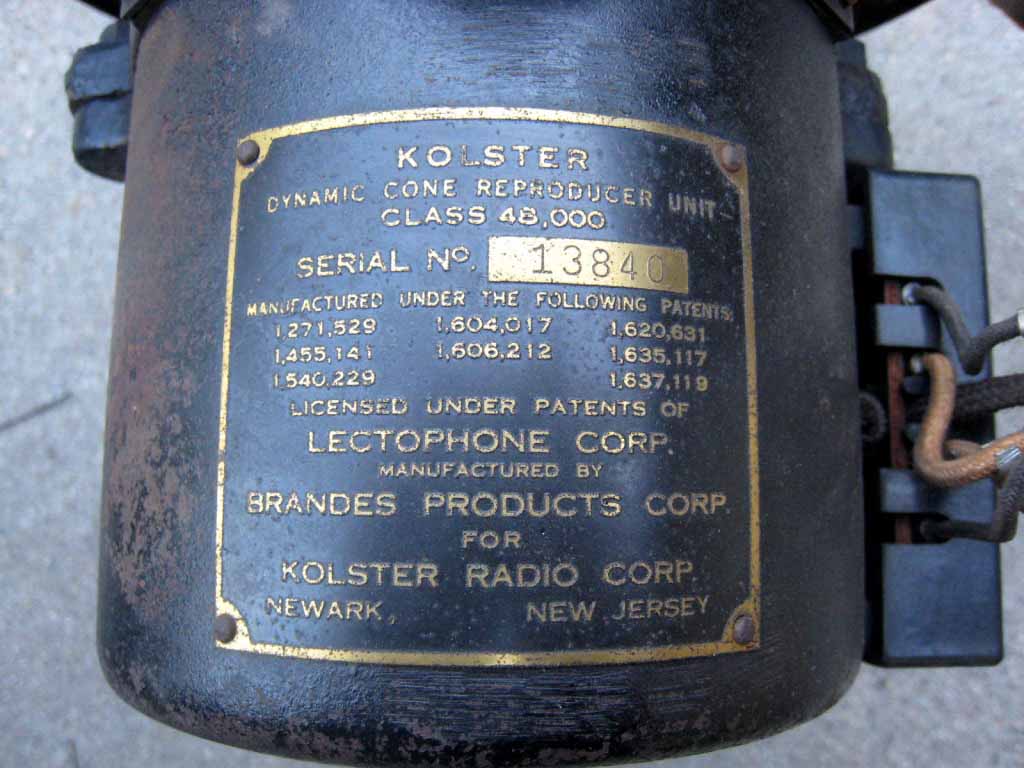 KOLSTER
DYNAMIC CONE REPRODUCER UNIT
CLASS 48,000
SERIAL No. 13840
MANUFACTURED UNDER THE FOLLOWING PATENTS:
1,271,529 1,604,017 1,620,631
1,455,141 1,606,212 1,635,117
1,540,229 1,637,119
LICENSED UNDER PATENTS OF
LECTOPHONE CORP.
MANUFACTURED BY
BRANDES PRODUCTS CORP.
FOR
KOLSTER RADIO CORP.
NEWARK, NEW JERSEY